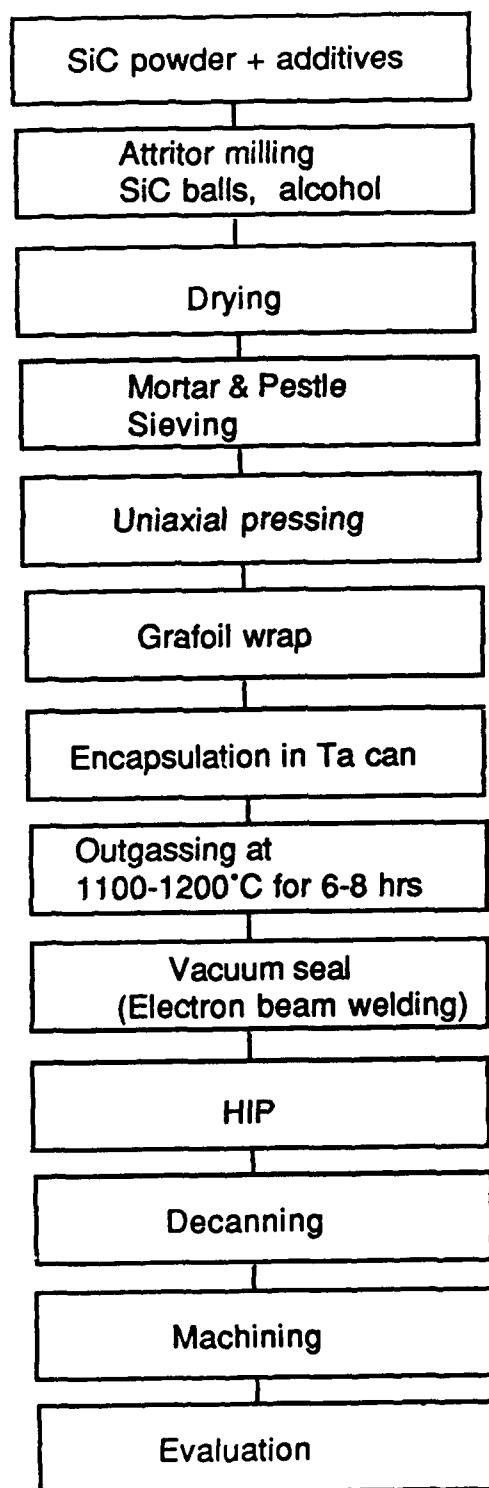 SiC powder + additives
Attritor milling
SiC balls, alcohol
Drying
Mortar & Pestle
Sieving
Uniaxial pressing
Grafoil wrap
Encapsulation in Ta can
Outgassing at
1100-1200°C for 6-8 hrs
Vacuum seal
(Electron beam welding)
HIP
Decanning
Machining
Evaluation